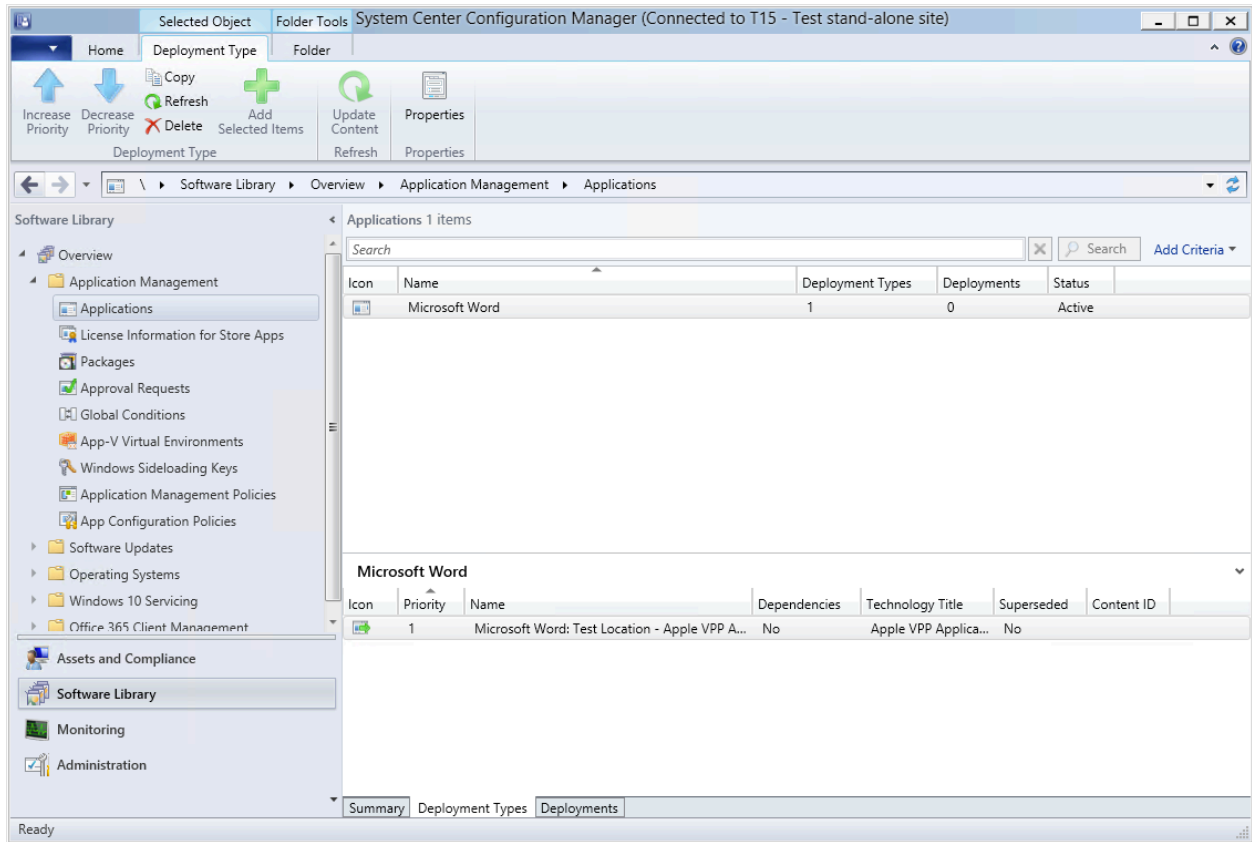 Selected Object Folder Tools System Center Configuration Manager (Connected to T15 - Test stand-alone site)
Home Deployment Type Folder
Increase Priority
Decrease Priority
Copy
Refresh
Delete
Add Selected Items
Update Content
Properties
Deployment Type Refresh Properties
\ Software Library Overview Application Management Applications
Software Library
Overview
Application Management
Applications
License Information for Store Apps
Packages
Approval Requests
Global Conditions
App-V Virtual Environments
Windows Sideloading Keys
Application Management Policies
App Configuration Policies
Software Updates
Operating Systems
Windows 10 Servicing
Office 365 Client Management
Assets and Compliance
Software Library
Monitoring
Administration
Applications 1 items
Search Search Add Criteria
Icon Name Deployment Types Deployments Status
Microsoft Word 1 0 Active
Microsoft Word
Icon Priority Name Dependencies Technology Title Superseded Content ID
1 Microsoft Word: Test Location - Apple VPP A... No Apple VPP Applica... No
Summary Deployment Types Deployments
Ready